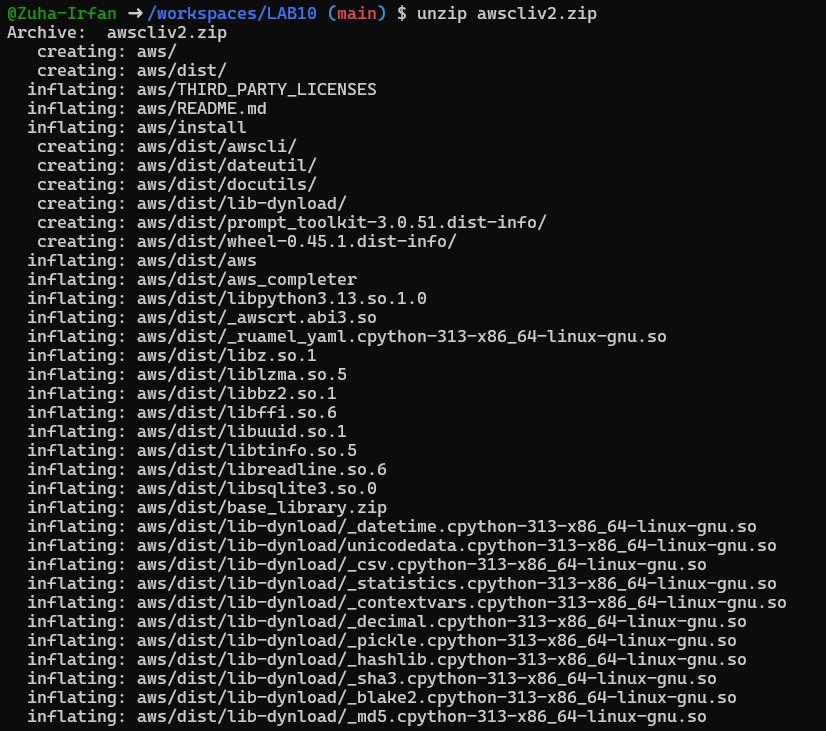 @Zuha-Irfan → /workspaces/LAB10 (main) $ unzip awscliv2.zip
Archive:  awscliv2.zip
   creating: aws/
   creating: aws/dist/
  inflating: aws/THIRD_PARTY_LICENSES
  inflating: aws/README.md
  inflating: aws/install
   creating: aws/dist/awscli/
   creating: aws/dist/dateutil/
   creating: aws/dist/docutils/
   creating: aws/dist/lib-dynload/
   creating: aws/dist/prompt_toolkit-3.0.51.dist-info/
   creating: aws/dist/wheel-0.45.1.dist-info/
  inflating: aws/dist/aws
  inflating: aws/dist/aws_completer
  inflating: aws/dist/libpython3.13.so.1.0
  inflating: aws/dist/_awscrt.abi3.so
  inflating: aws/dist/_ruamel_yaml.cpython-313-x86_64-linux-gnu.so
  inflating: aws/dist/libz.so.1
  inflating: aws/dist/liblzma.so.5
  inflating: aws/dist/libbz2.so.1
  inflating: aws/dist/libffi.so.6
  inflating: aws/dist/libuuid.so.1
  inflating: aws/dist/libtinfo.so.5
  inflating: aws/dist/libreadline.so.6
  inflating: aws/dist/libsqlite3.so.0
  inflating: aws/dist/base_library.zip
  inflating: aws/dist/lib-dynload/_datetime.cpython-313-x86_64-linux-gnu.so
  inflating: aws/dist/lib-dynload/unicodedata.cpython-313-x86_64-linux-gnu.so
  inflating: aws/dist/lib-dynload/_csv.cpython-313-x86_64-linux-gnu.so
  inflating: aws/dist/lib-dynload/_statistics.cpython-313-x86_64-linux-gnu.so
  inflating: aws/dist/lib-dynload/_contextvars.cpython-313-x86_64-linux-gnu.so
  inflating: aws/dist/lib-dynload/_decimal.cpython-313-x86_64-linux-gnu.so
  inflating: aws/dist/lib-dynload/_pickle.cpython-313-x86_64-linux-gnu.so
  inflating: aws/dist/lib-dynload/_hashlib.cpython-313-x86_64-linux-gnu.so
  inflating: aws/dist/lib-dynload/_sha3.cpython-313-x86_64-linux-gnu.so
  inflating: aws/dist/lib-dynload/_blake2.cpython-313-x86_64-linux-gnu.so
  inflating: aws/dist/lib-dynload/_md5.cpython-313-x86_64-linux-gnu.so